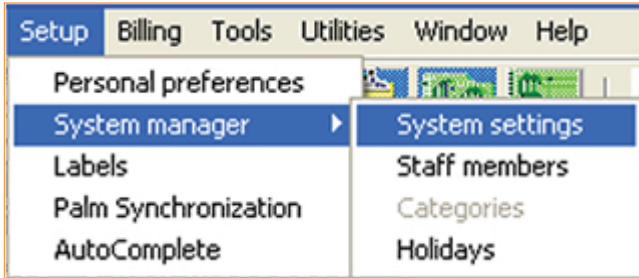 Setup Billing Tools Utilities Window Help
Personal preferences
System manager
Labels
Palm Synchronization
AutoComplete
System settings
Staff members
Categories
Holidays